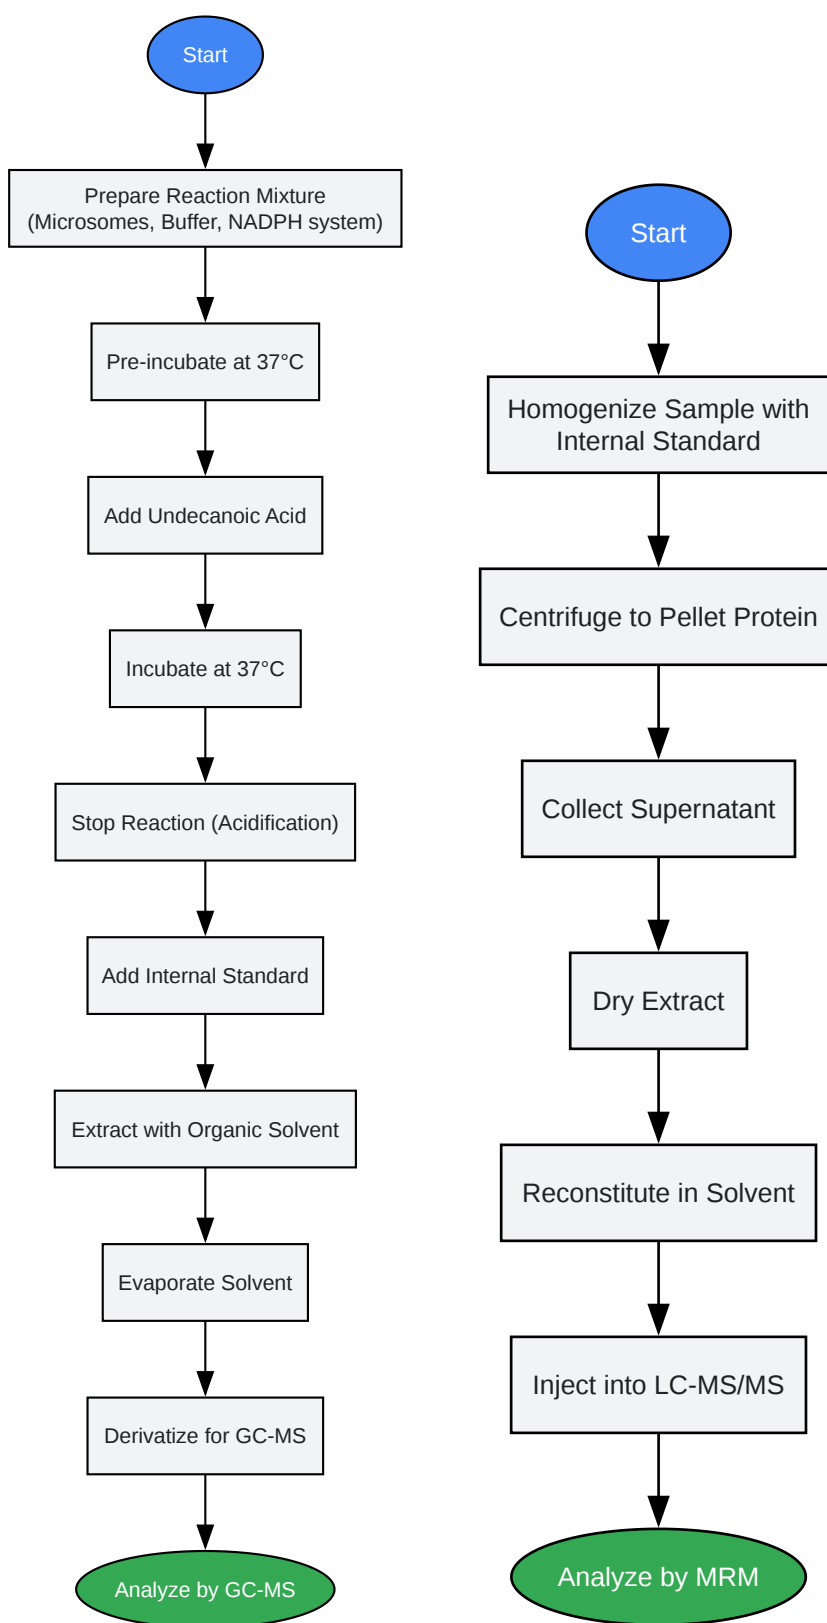 Start
Prepare Reaction Mixture
(Microsomes, Buffer, NADPH system)
Pre-incubate at 37°C
Add Undecanoic Acid
Incubate at 37°C
Stop Reaction (Acidification)
Add Internal Standard
Extract with Organic Solvent
Evaporate Solvent
Derivatize for GC-MS
Analyze by GC-MS
Start
Homogenize Sample with
Internal Standard
Centrifuge to Pellet Protein
Collect Supernatant
Dry Extract
Reconstitute in Solvent
Inject into LC-MS/MS
Analyze by MRM